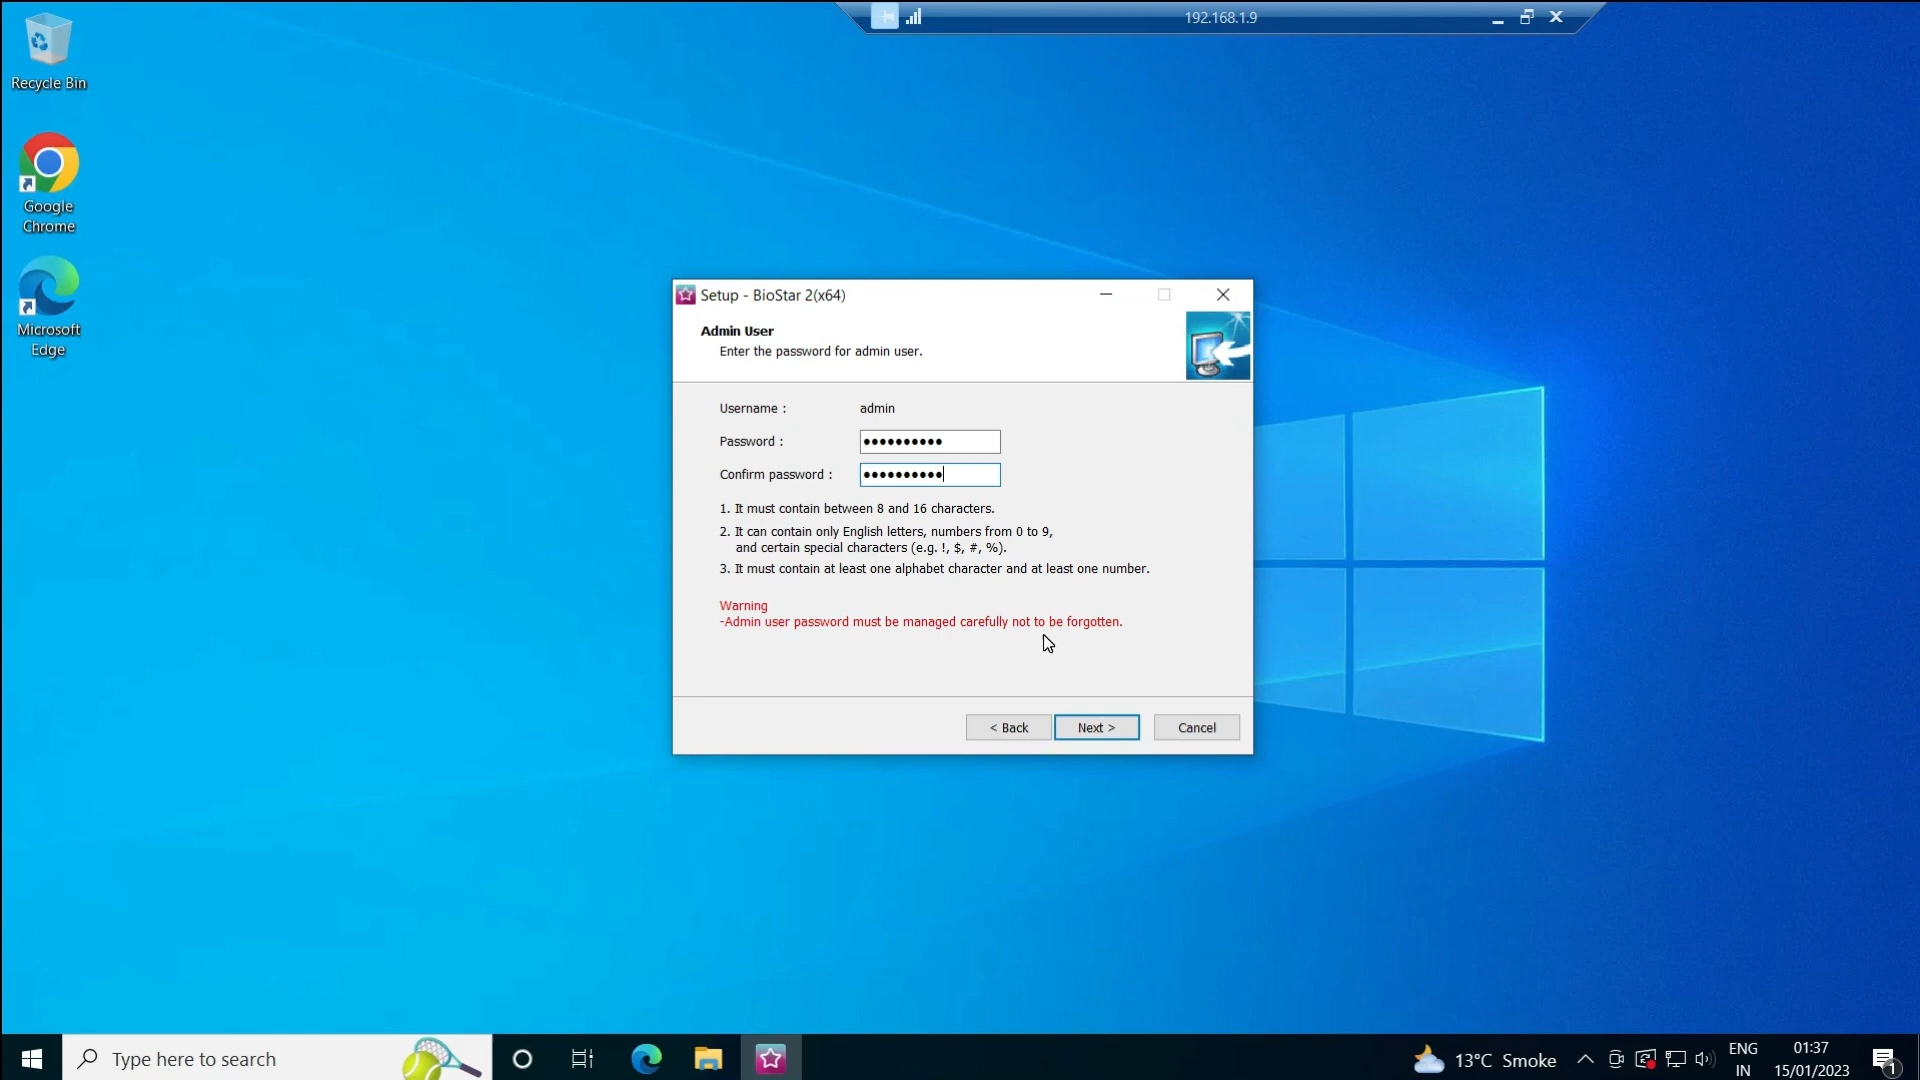 192.168.1.9
Recycle Bin
Google
Chrome
Microsoft
Edge
Setup - BioStar 2(x64)
Admin User
Enter the password for admin user.
Username :
admin
Password :
●●●●●●●●●●
Confirm password :
●●●●●●●●●●
1. It must contain between 8 and 16 characters.
2. It can contain only English letters, numbers from 0 to 9,
and certain special characters (e.g. !, $, #, %).
3. It must contain at least one alphabet character and at least one number.
Warning
-Admin user password must be managed carefully not to be forgotten.
< Back
Next >
Cancel
Type here to search
13°C Smoke
ENG
IN
01:37
15/01/2023
1